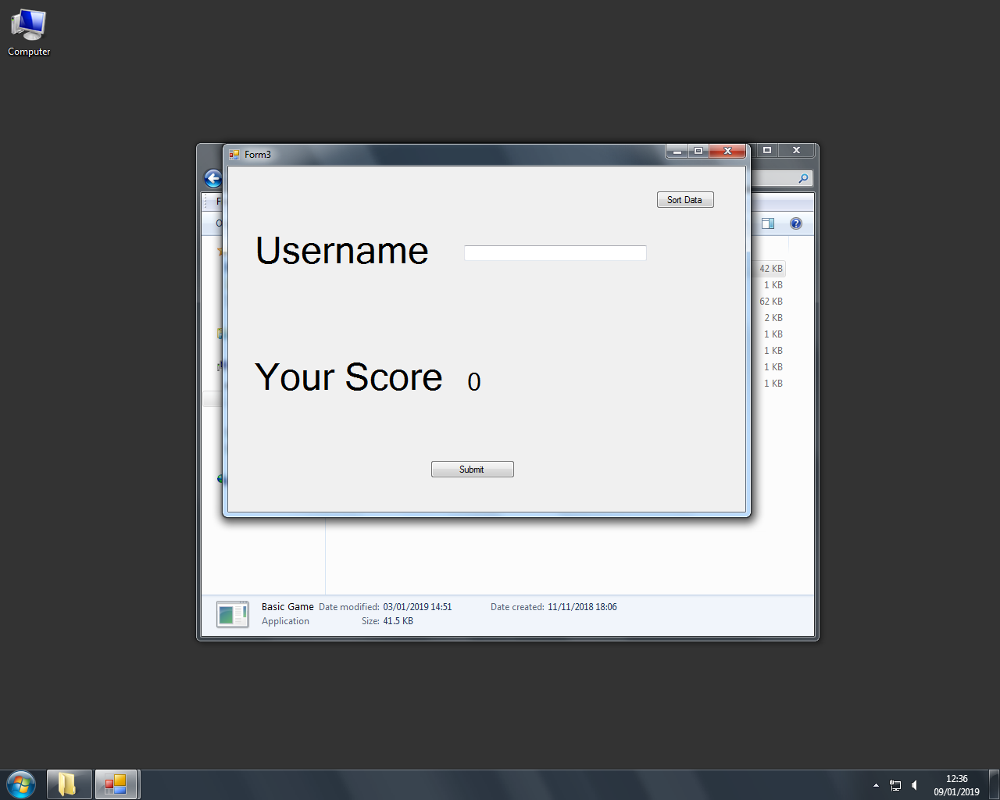 Computer
Form3
Sort Data
Username
42 KB
1 KB
62 KB
2 KB
1 KB
1 KB
1 KB
1 KB
Your Score 0
Submit
Basic Game Date modified: 03/01/2019 14:51 Date created: 11/11/2018 18:06
Application Size: 41.5 KB
12:36
09/01/2019